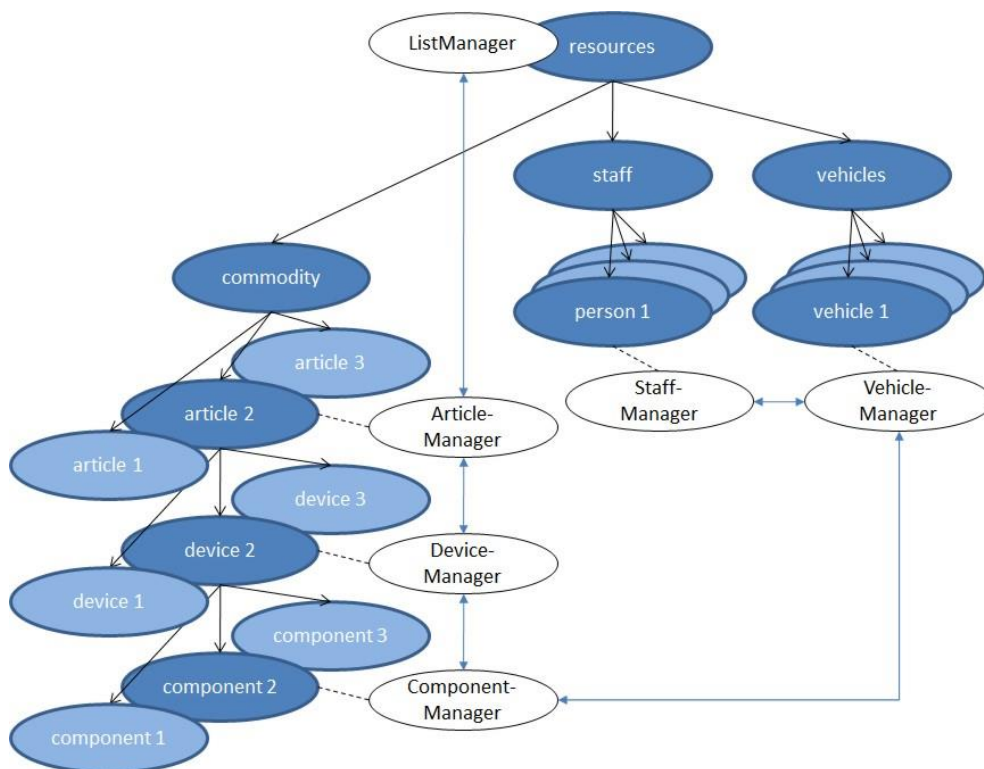 ListManager
resources
staff
vehicles
commodity
person 1
vehicle 1
article 3
Staff-
Manager
Vehicle-
Manager
article 2
Article-
Manager
article 1
device 3
device 2
Device-
Manager
device 1
component 3
component 2
Component-
Manager
component 1